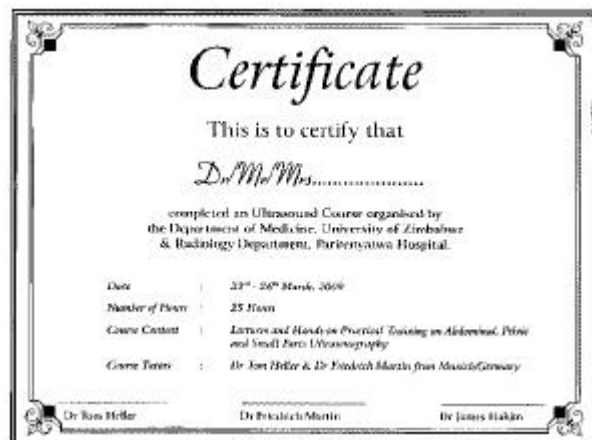 Certificate
This is to certify that
Dr/Mr/Mrs......................
completed an Ultrasound Course organised by
the Department of Medicine, University of Zimbabwe
& Radiology Department, Parirenyatwa Hospital.
Date : 23rd - 26th March, 2009
Number of Hours : 25 Hours
Course Content : Lectures and Hands-on Practical Training on Abdominal, Pelvic
and Small Parts Ultrasonography
Course Tutors : Dr Tom Heller & Dr Friedrich Martin from Munich/Germany
Dr Tom Heller Dr Friedrich Martin Dr James Hakim